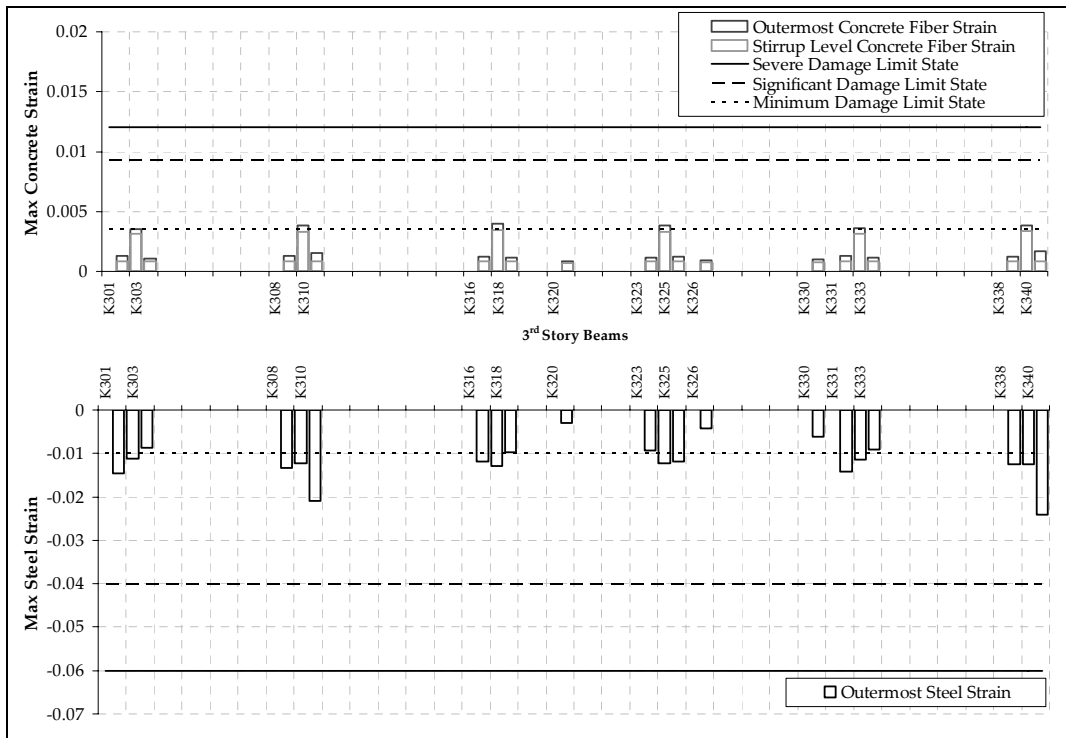 0.02
0.015
0.01
0.005
0
Max Concrete Strain
Outermost Concrete Fiber Strain
Stirrup Level Concrete Fiber Strain
Severe Damage Limit State
Significant Damage Limit State
Minimum Damage Limit State
K301
K303
K308
K310
K316
K318
K320
K323
K325
K326
K330
K331
K333
K338
K340
3rd Story Beams
K301
K303
K308
K310
K316
K318
K320
K323
K325
K326
K330
K331
K333
K338
K340
0
-0.01
-0.02
-0.03
-0.04
-0.05
-0.06
-0.07
Max Steel Strain
Outermost Steel Strain